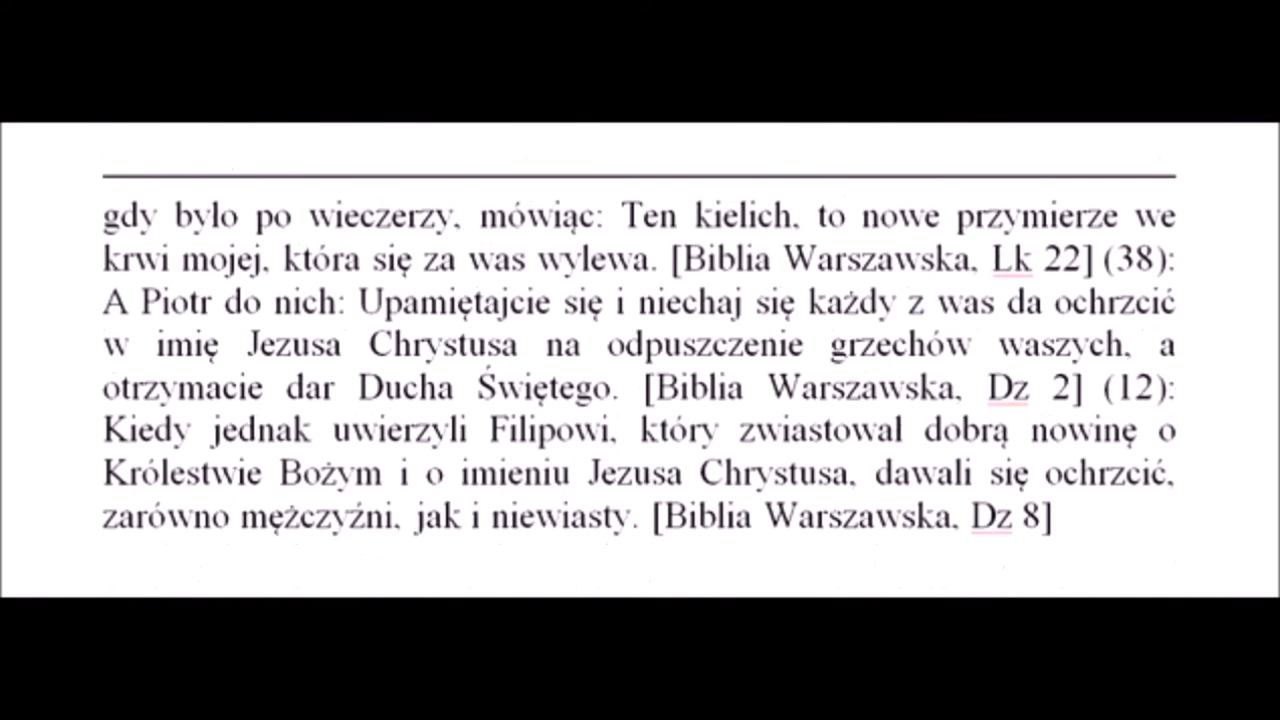 gdy było po wieczerzy, mówiąc: Ten kielich, to nowe przymierze we
krwi mojej, która się za was wylewa. [Biblia Warszawska, Lk 22] (38):
A Piotr do nich: Upamiętajcie się i niechaj się każdy z was da ochrzcić
w imię Jezusa Chrystusa na odpuszczenie grzechów waszych, a
otrzymacie dar Ducha Świętego. [Biblia Warszawska, Dz 2] (12):
Kiedy jednak uwierzyli Filipowi, który zwiastował dobrą nowinę o
Królestwie Bożym i o imieniu Jezusa Chrystusa, dawali się ochrzcić,
zarówno mężczyźni, jak i niewiasty. [Biblia Warszawska, Dz 8]